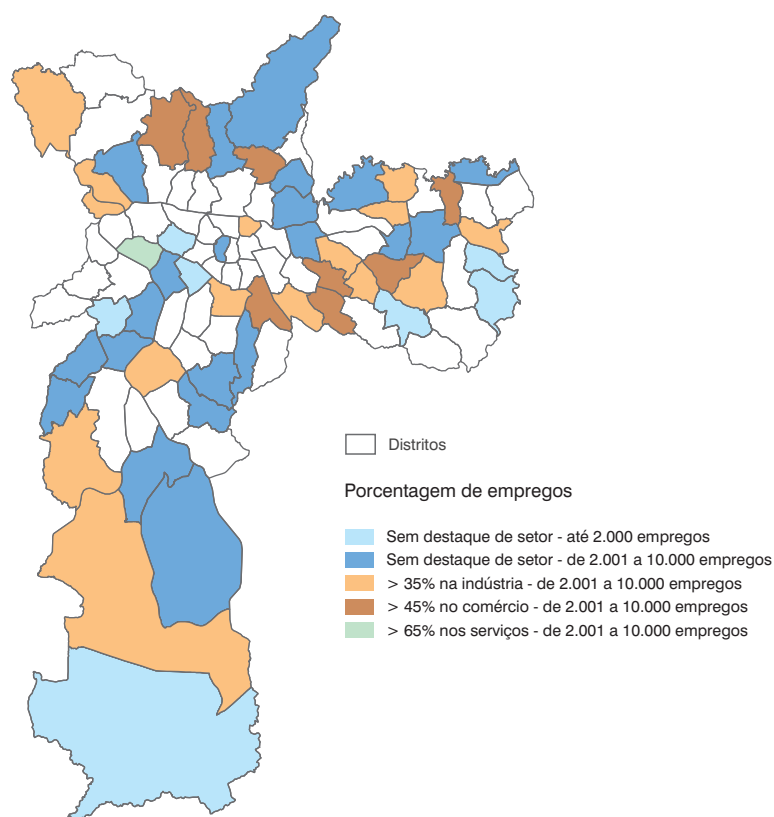 Distritos
Porcentagem de empregos
Sem destaque de setor - até 2.000 empregos
Sem destaque de setor - de 2.001 a 10.000 empregos
> 35% na indústria - de 2.001 a 10.000 empregos
> 45% no comércio - de 2.001 a 10.000 empregos
> 65% nos serviços - de 2.001 a 10.000 empregos